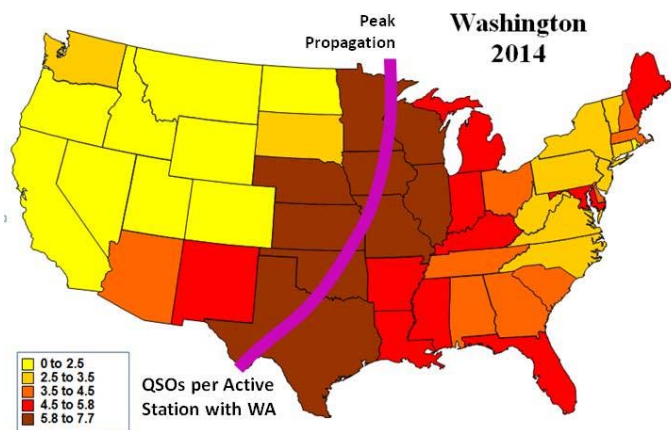 Peak
Propagation
Washington
2014
0 to 2.5
2.5 to 3.5
3.5 to 4.5
4.5 to 5.8
5.8 to 7.7
QSOs per Active
Station with WA